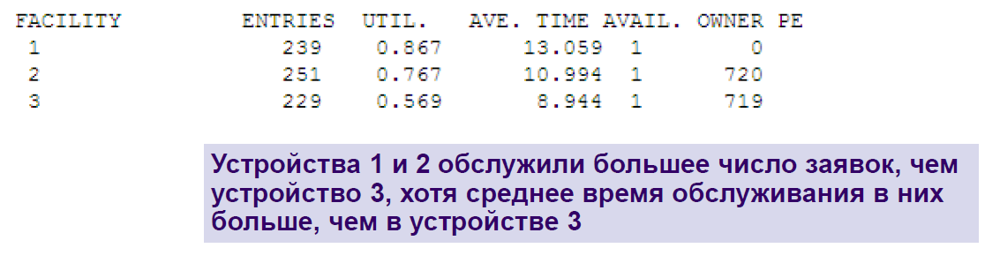 FACILITY ENTRIES UTIL. AVE. TIME AVAIL. OWNER PE
1 239 0.867 13.059 1 0
2 251 0.767 10.994 1 720
3 229 0.569 8.944 1 719
Устройства 1 и 2 обслужили большее число заявок, чем
устройство 3, хотя среднее время обслуживания в них
больше, чем в устройстве 3